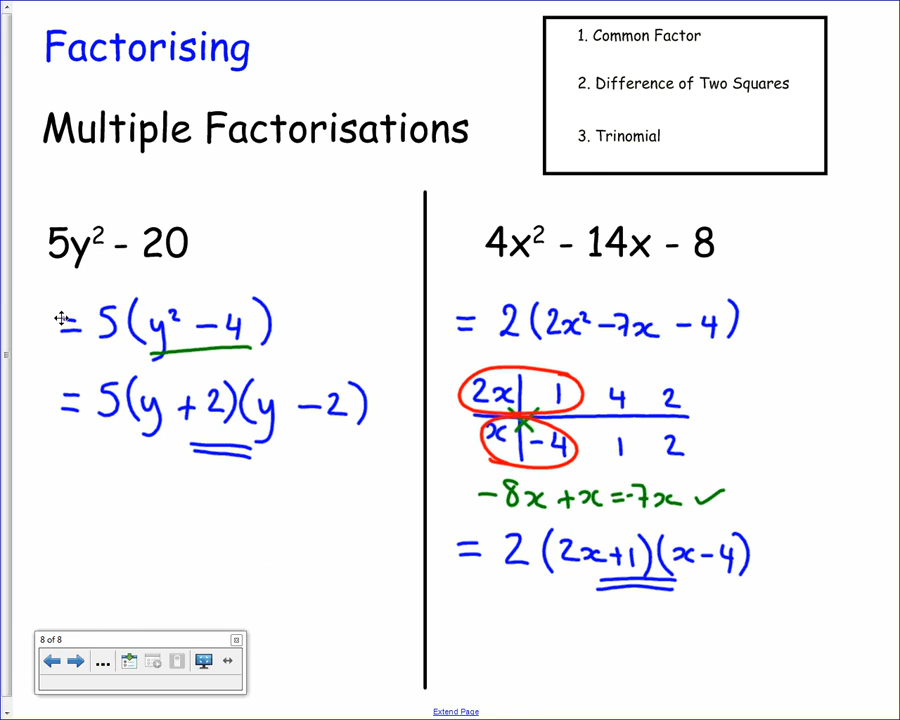 Factorising
1. Common Factor
2. Difference of Two Squares
3. Trinomial
Multiple Factorisations
5y² - 20
= 5(y² - 4)
= 5(y + 2)(y - 2)
4x² - 14x - 8
= 2(2x² - 7x - 4)
2x | 1 4 2
x | -4 1 2
-8x + x = -7x ✓
= 2(2x+1)(x-4)
8 of 8
Extend Page